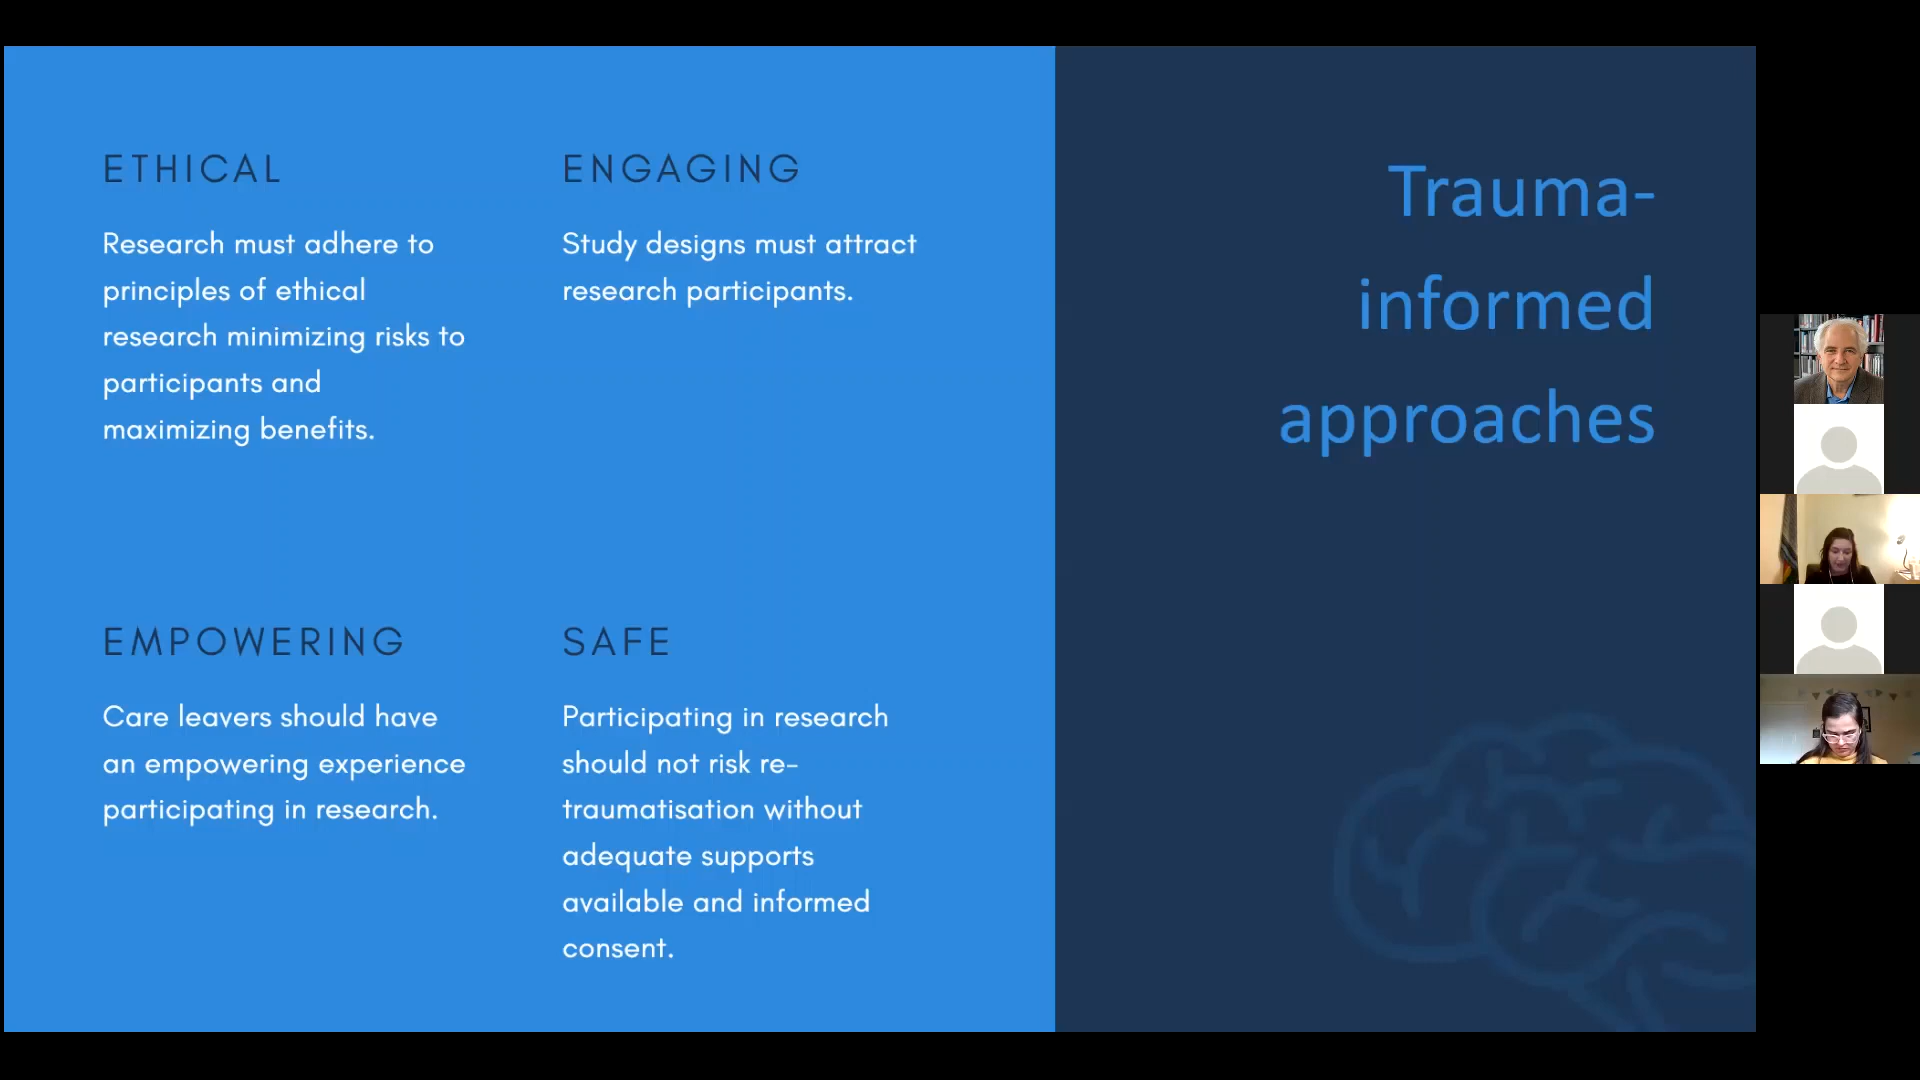 ETHICAL
Research must adhere to
principles of ethical
research minimizing risks to
participants and
maximizing benefits.
ENGAGING
Study designs must attract
research participants.
EMPOWERING
Care leavers should have
an empowering experience
participating in research.
SAFE
Participating in research
should not risk re-
traumatisation without
adequate supports
available and informed
consent.
Trauma-
informed
approaches